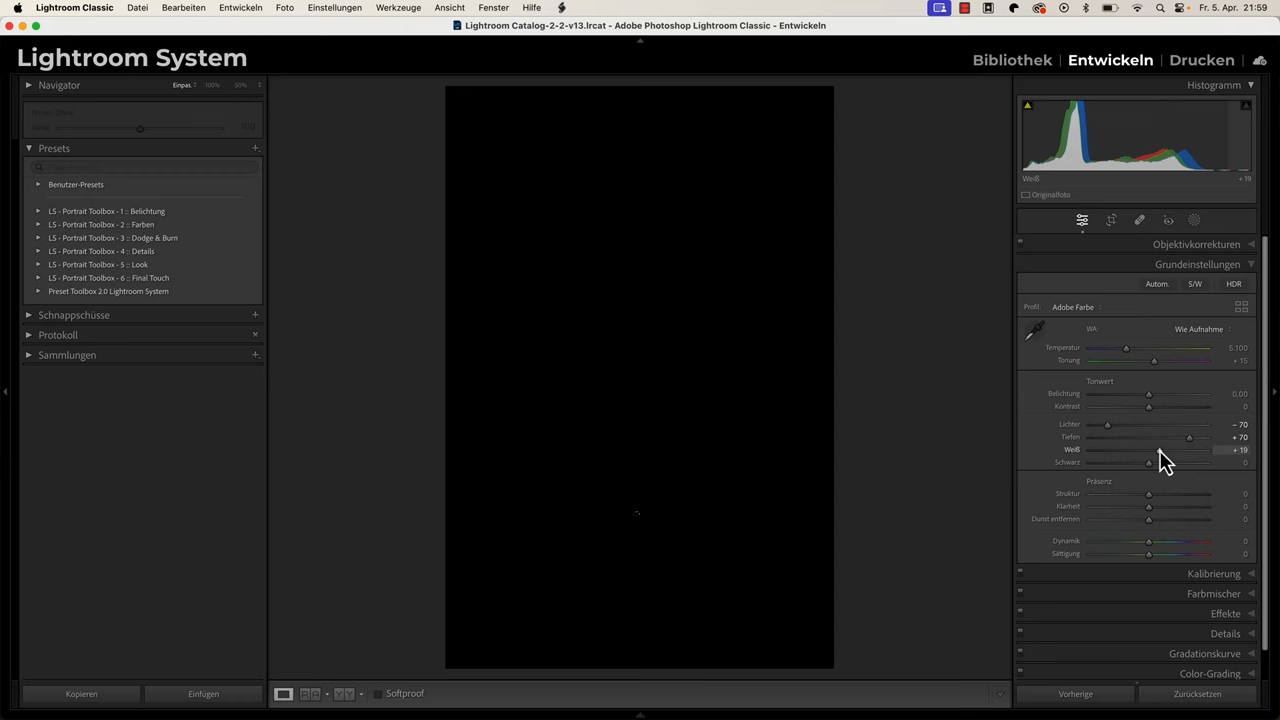 Lightroom Classic Datei Bearbeiten Entwickeln Foto Einstellungen Werkzeuge Ansicht Fenster Hilfe Fr. 5. Apr. 21:59
Lightroom Catalog-2-2-v13.lrcat - Adobe Photoshop Lightroom Classic - Entwickeln
Lightroom System
Bibliothek Entwickeln Drucken
Navigator Einpas. 100% 50%
Histogramm
Presets
Benutzer-Presets
LS - Portrait Toolbox - 1 :: Belichtung
LS - Portrait Toolbox - 2 :: Farben
LS - Portrait Toolbox - 3 :: Dodge & Burn
LS - Portrait Toolbox - 4 :: Details
LS - Portrait Toolbox - 5 :: Look
LS - Portrait Toolbox - 6 :: Final Touch
Preset Toolbox 2.0 Lightroom System
Schnappschüsse
Protokoll
Sammlungen
Kopieren Einfügen
Softproof
Weiß + 19
Originalfoto
Objektivkorrekturen
Grundeinstellungen
Autom. S/W HDR
Profil: Adobe Farbe
WA: Wie Aufnahme
Temperatur 5.100
Tonung + 15
Tonwert
Belichtung 0,00
Kontrast 0
Lichter − 70
Tiefen + 70
Weiß + 19
Schwarz 0
Präsenz
Struktur 0
Klarheit 0
Dunst entfernen 0
Dynamik 0
Sättigung 0
Kalibrierung
Farbmischer
Effekte
Details
Gradationskurve
Color-Grading
Vorherige Zurücksetzen